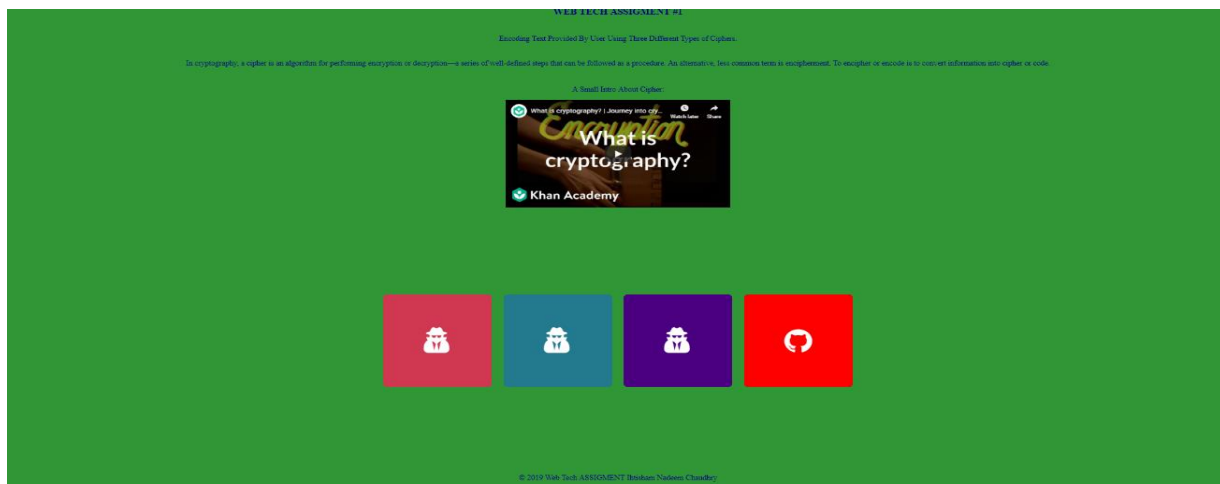 WEB TECH ASSIGMENT #1
Encoding Text Provided By User Using Three Different Types of Ciphers.
In cryptography, a cipher is an algorithm for performing encryption or decryption—a series of well-defined steps that can be followed as a procedure. An alternative, less common term is encipherment. To encipher or encode is to convert information into cipher or code.
A Small Intro About Cipher:
What is cryptography? | Journey into cry...
Watch later
Share
Encryption
What is
cryptography?
Khan Academy
© 2019 Web Tech ASSIGMENT Ibtisham Nadeem Chaudhry